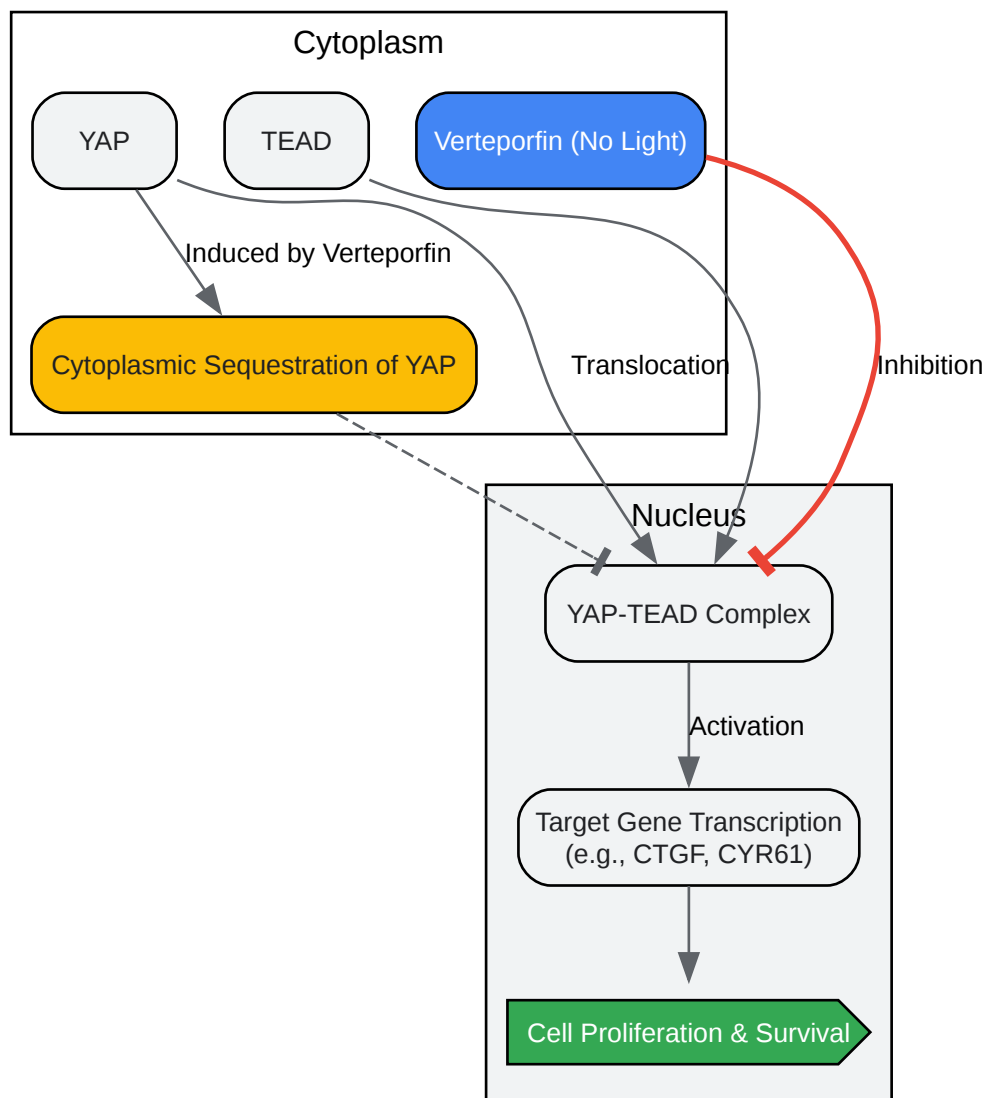 Cytoplasm
YAP
TEAD
Verteporfin (No Light)
Induced by Verteporfin
Cytoplasmic Sequestration of YAP
Translocation
Inhibition
Nucleus
YAP-TEAD Complex
Activation
Target Gene Transcription
(e.g., CTGF, CYR61)
Cell Proliferation & Survival